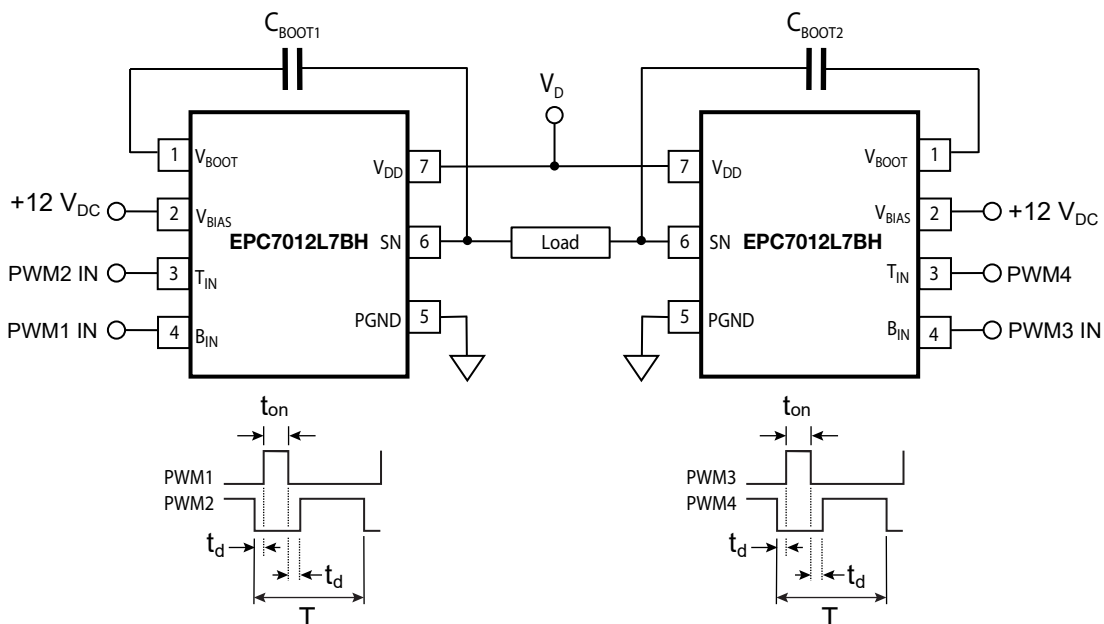 C_BOOT1
C_BOOT2
V_D
1 V_BOOT
V_DD 7
7 V_DD
V_BOOT 1
+12 V_DC 2 V_BIAS
V_BIAS 2 +12 V_DC
EPC7012L7BH SN 6 Load 6 SN EPC7012L7BH
PWM2 IN 3 T_IN
T_IN 3 PWM4
PWM1 IN 4 B_IN
PGND 5
5 PGND
B_IN 4 PWM3 IN
t_on
PWM1
PWM2
t_d
t_d
T
t_on
PWM3
PWM4
t_d
t_d
T